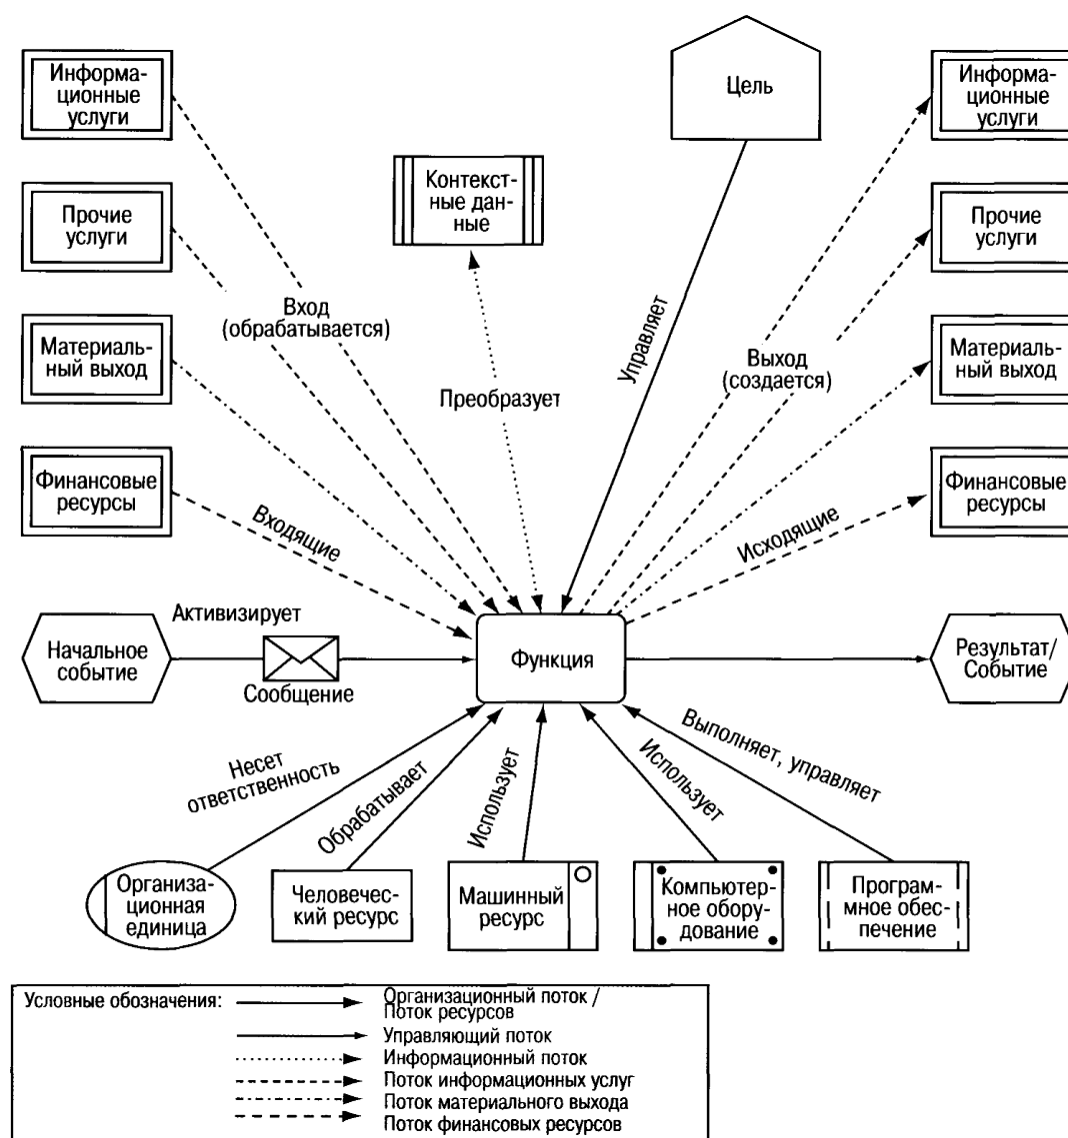 Информа-
ционные
услуги
Цель
Информа-
ционные
услуги
Контекст-
ные дан-
ные
Прочие
услуги
Прочие
услуги
Вход
(обрабатывается)
Управляет
Выход
(создается)
Материаль-
ный выход
Преобразует
Материаль-
ный выход
Финансовые
ресурсы
Входящие
Исходящие
Финансовые
ресурсы
Активизирует
Начальное
событие
Сообщение
Функция
Результат/
Событие
Несет
ответственность
Обрабатывает
Использует
Использует
Выполняет, управляет
Организа-
ционная
единица
Человечес-
кий ресурс
Машинный
ресурс
Компьютер-
ное обору-
дование
Програм-
мное обес-
печение
Условные обозначения:
Организационный поток /
Поток ресурсов
Управляющий поток
Информационный поток
Поток информационных услуг
Поток материального выхода
Поток финансовых ресурсов